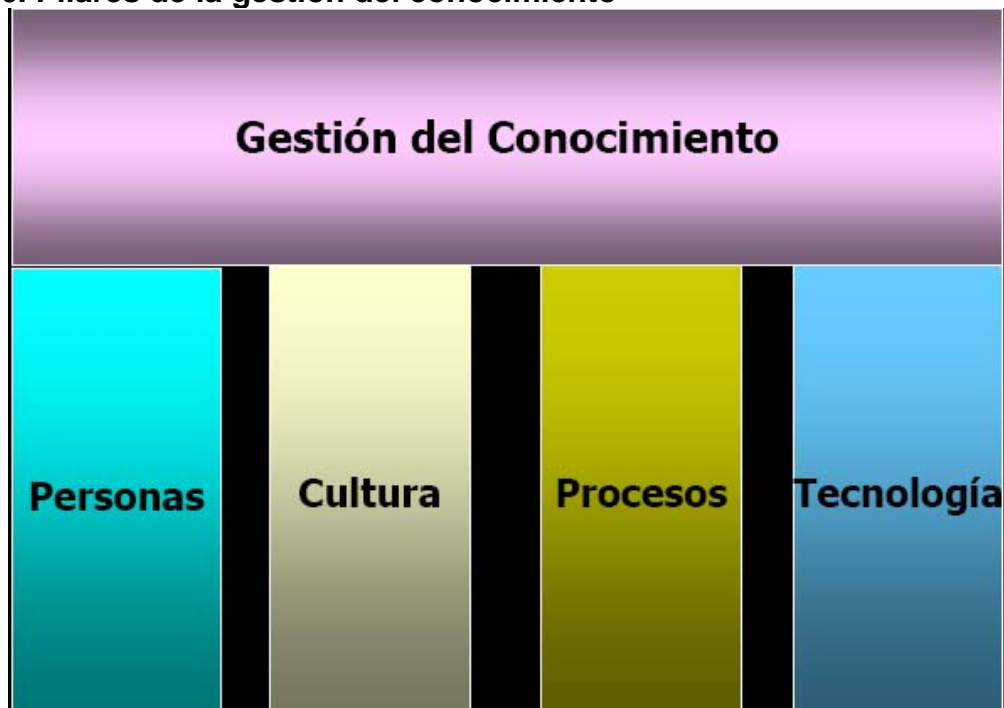 Pilares de la gestión del conocimiento
Gestión del Conocimiento
Personas Cultura Procesos Tecnología